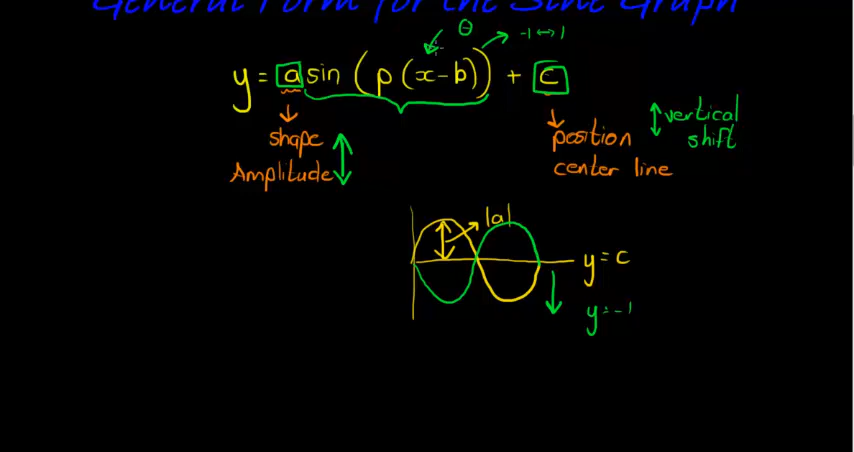 General Form for the Sine Graph
θ
-1 ↔ 1
y = a sin (p(x-b)) + c
shape
Amplitude
position
center line
vertical
shift
|a|
y = c
y = -1